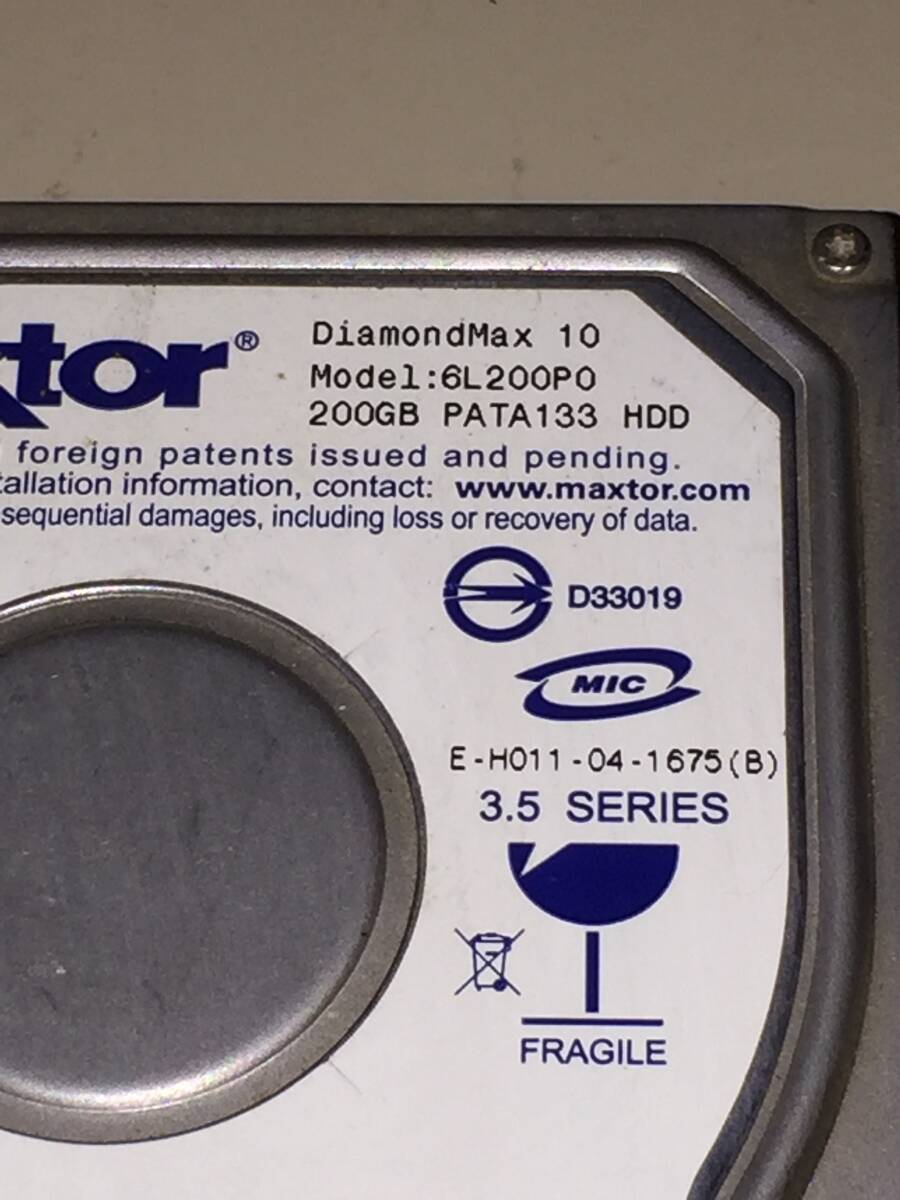 xtor®
DiamondMax 10
Model:6L200P0
200GB PATA133 HDD
foreign patents issued and pending.
tallation information, contact: www.maxtor.com
sequential damages, including loss or recovery of data.
D33019
MIC
E-H011-04-1675(B)
3.5 SERIES
FRAGILE